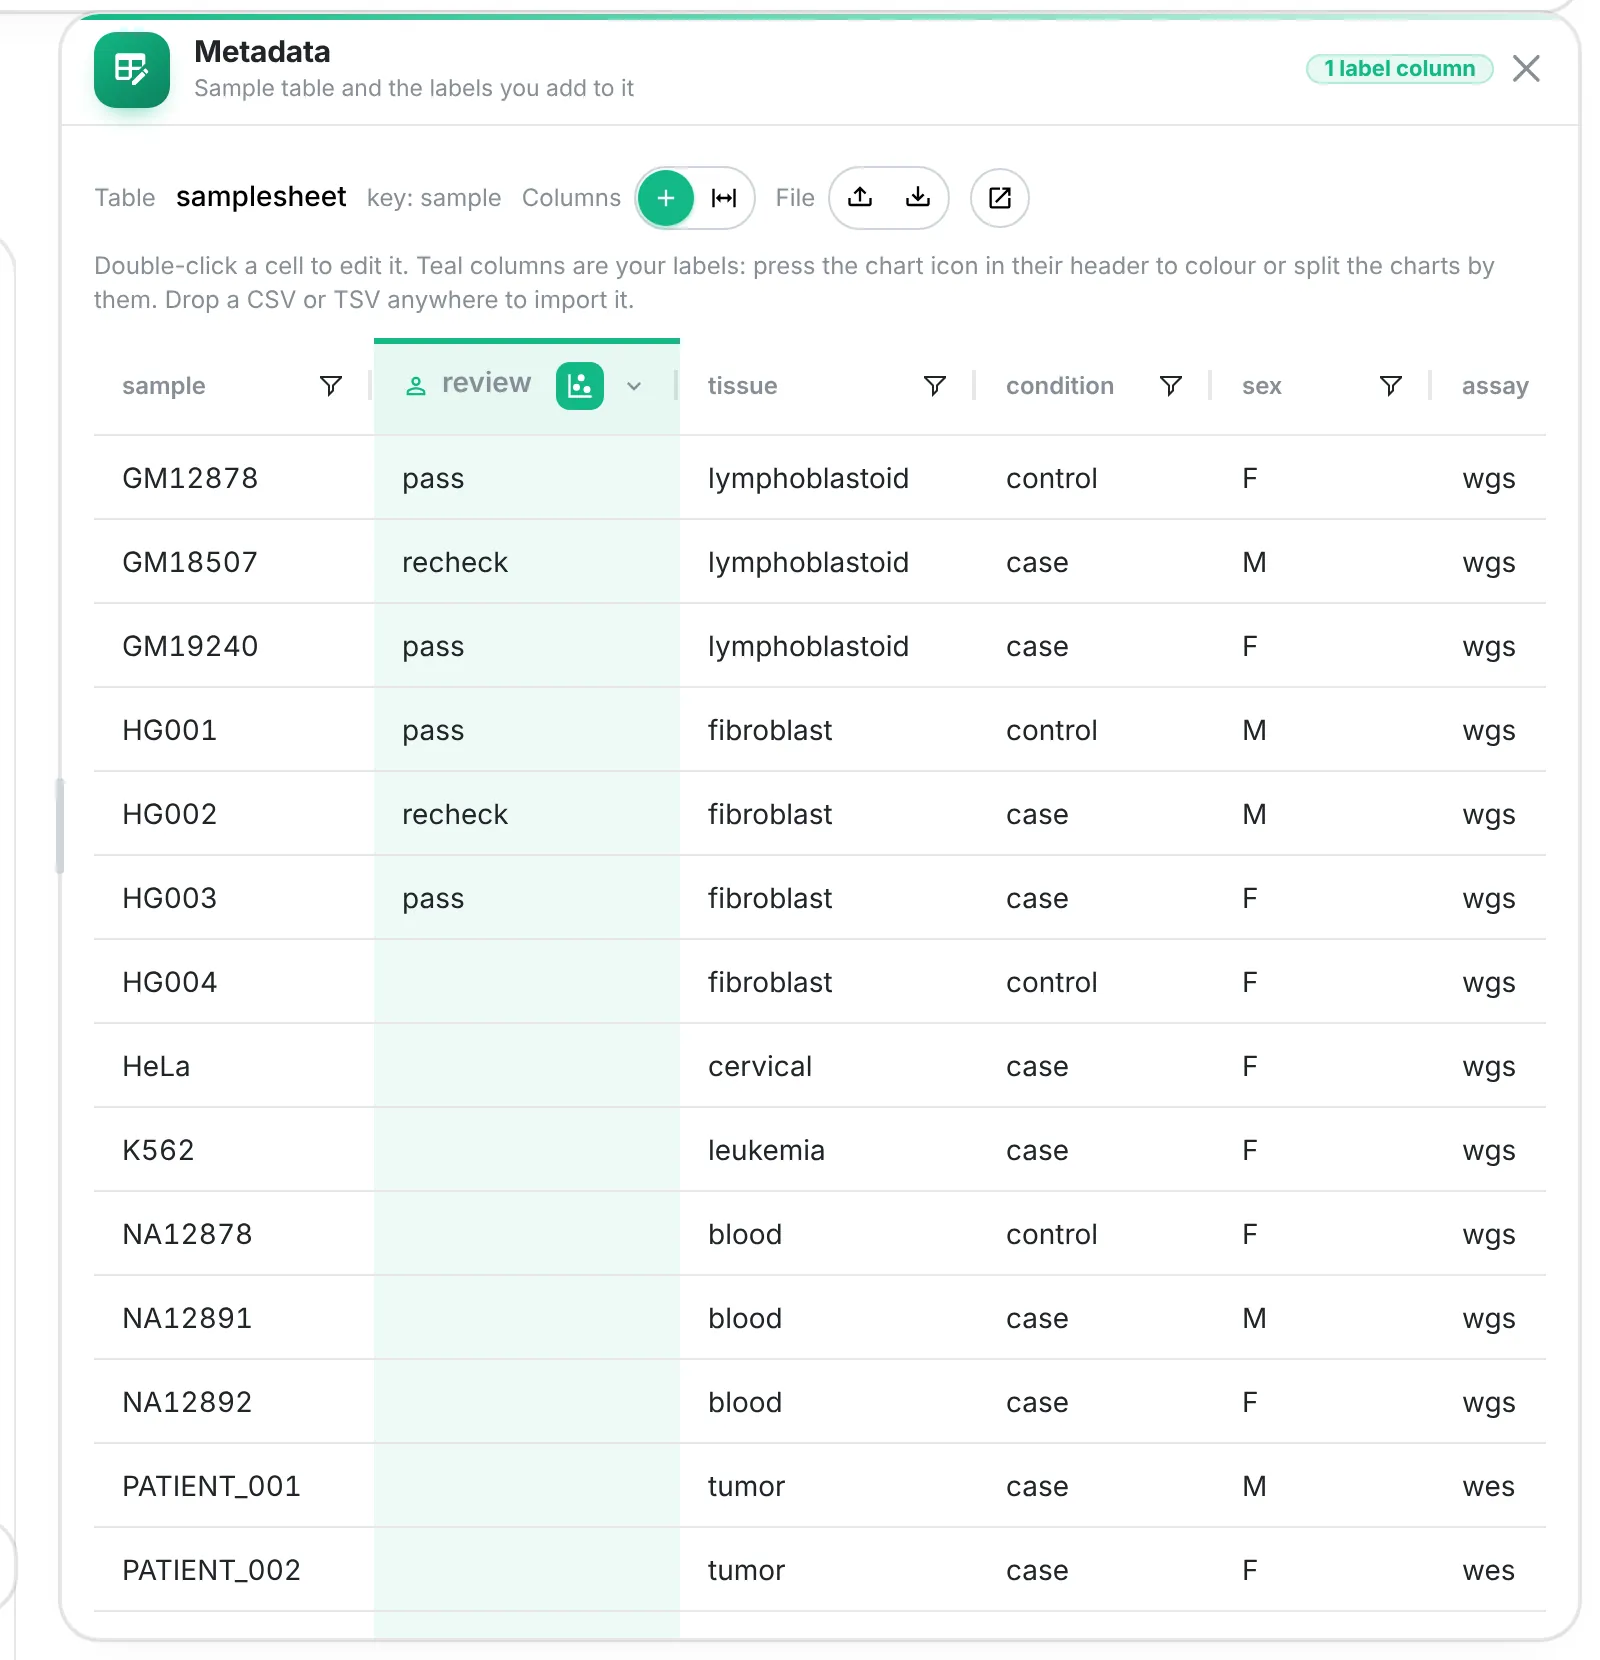 Metadata
Sample table and the labels you add to it
1 label column
Table samplesheet key: sample Columns File
Double-click a cell to edit it. Teal columns are your labels: press the chart icon in their header to colour or split the charts by
them. Drop a CSV or TSV anywhere to import it.
sample review tissue condition sex assay
GM12878 pass lymphoblastoid control F wgs
GM18507 recheck lymphoblastoid case M wgs
GM19240 pass lymphoblastoid case F wgs
HG001 pass fibroblast control M wgs
HG002 recheck fibroblast case M wgs
HG003 pass fibroblast case F wgs
HG004 fibroblast control F wgs
HeLa cervical case F wgs
K562 leukemia case F wgs
NA12878 blood control F wgs
NA12891 blood case M wgs
NA12892 blood case F wgs
PATIENT_001 tumor case M wes
PATIENT_002 tumor case F wes